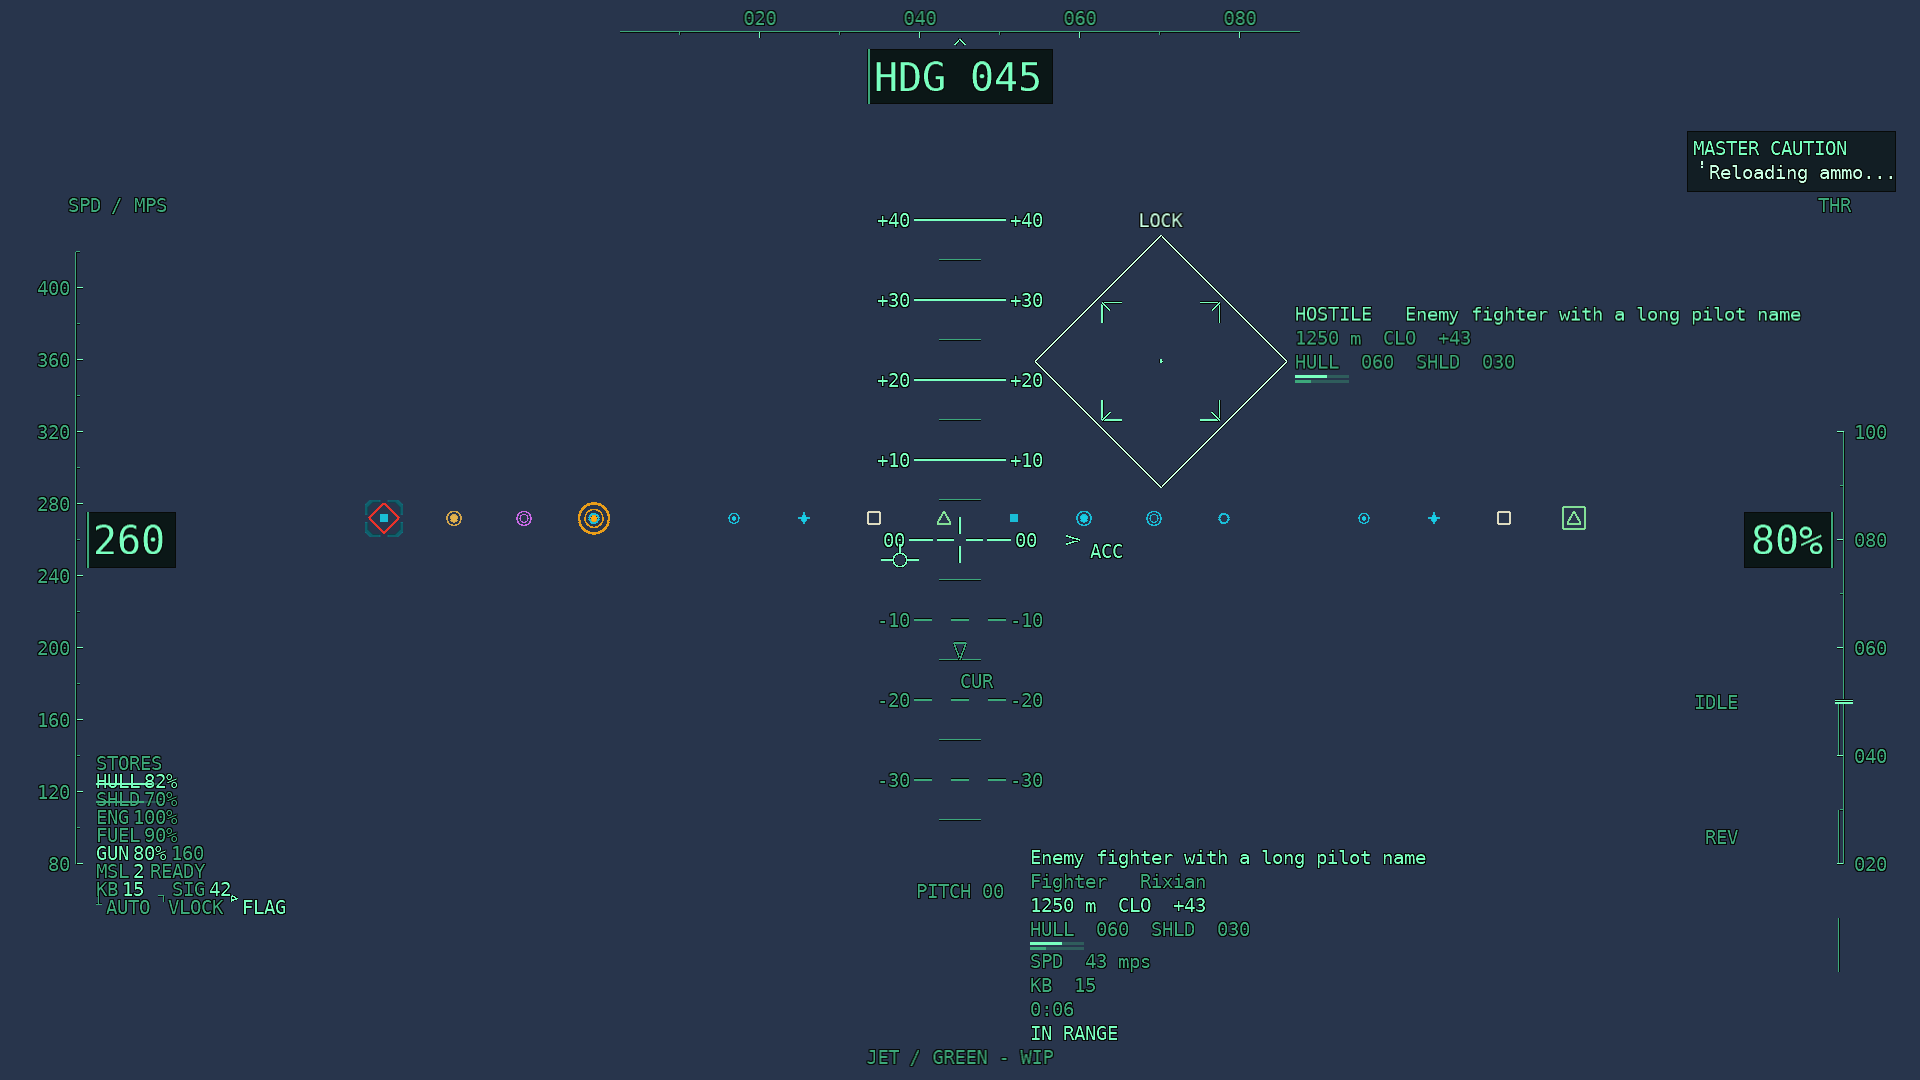 020 040 060 080
HDG 045
MASTER CAUTION
! Reloading ammo...
SPD / MPS
THR
+40 +40
LOCK
400
+30 +30
HOSTILE Enemy fighter with a long pilot name
1250 m CLO +43
360
HULL 060 SHLD 030
+20 +20
320
100
+10 +10
280
260
00 00
ACC
80%
080
240
-10 -10
200
060
CUR
-20 -20
IDLE
160
040
STORES
HULL 82%
-30 -30
120
SHLD 70%
ENG 100%
FUEL 90%
REV
GUN 80% 160
80
020
MSL 2 READY
KB 15 SIG 42
AUTO VLOCK FLAG
PITCH 00
Enemy fighter with a long pilot name
Fighter Rixian
1250 m CLO +43
HULL 060 SHLD 030
SPD 43 mps
KB 15
0:06
IN RANGE
JET / GREEN - WIP